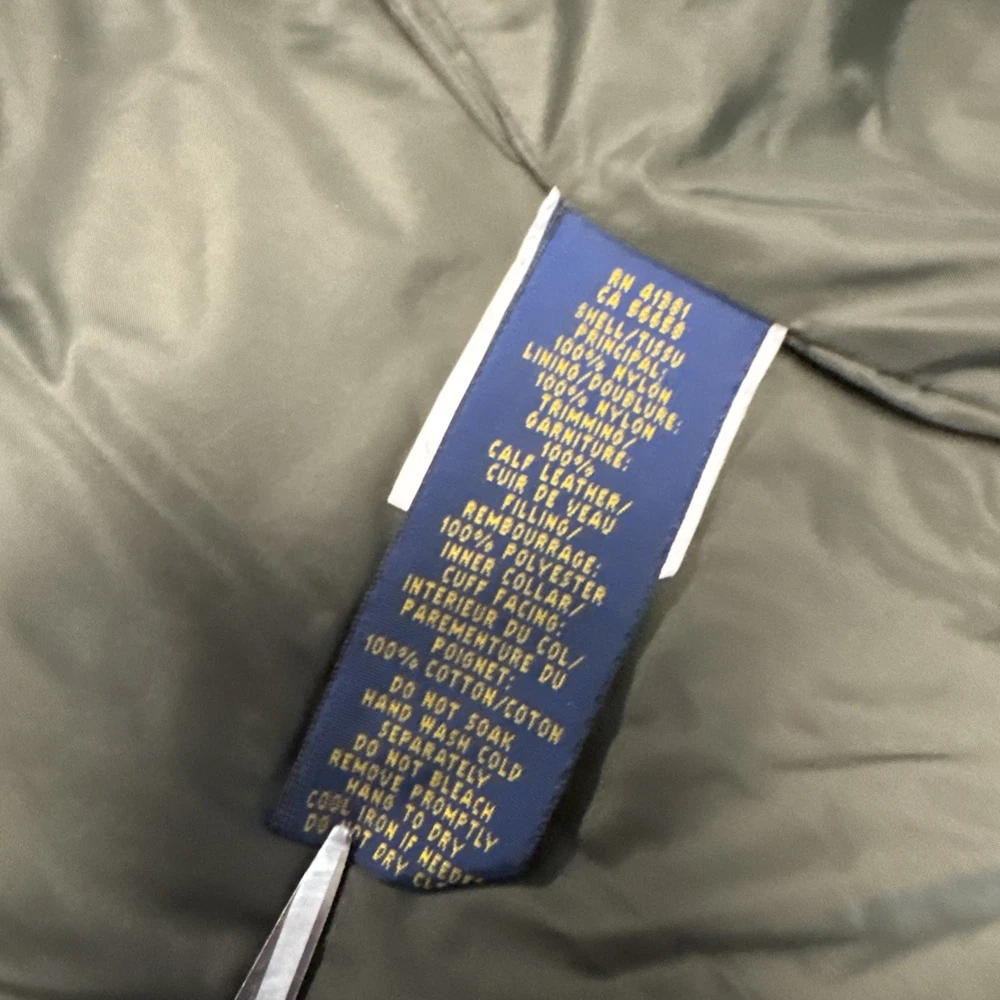 RN 41381
CA 56650
SHELL/TISSU
PRINCIPAL:
100% NYLON
LINING/DOUBLURE:
100% NYLON
TRIMMING/
GARNITURE:
100%
CALF LEATHER/
CUIR DE VEAU
FILLING/
REMBOURRAGE:
100% POLYESTER
INNER COLLAR/
CUFF FACING:
INTERIEUR DU COL/
PAREMENTURE DU
POIGNET:
100% COTTON/COTON
DO NOT SOAK
HAND WASH COLD
SEPARATELY
DO NOT BLEACH
REMOVE PROMPTLY
HANG TO DRY
COOL IRON IF NEEDE
DO NOT DRY